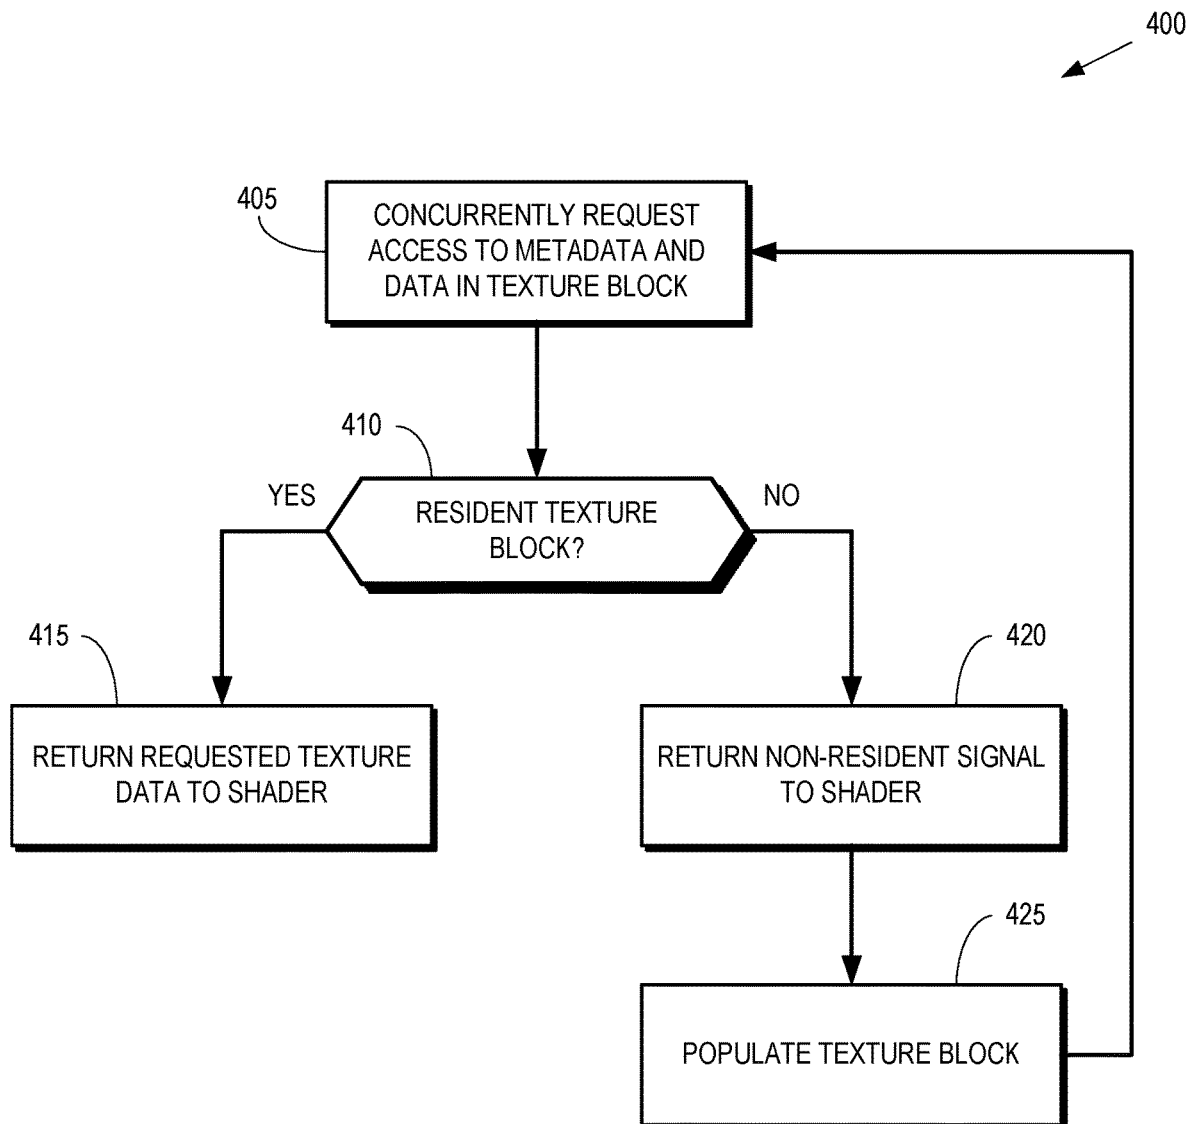 400
405
CONCURRENTLY REQUEST
ACCESS TO METADATA AND
DATA IN TEXTURE BLOCK
410
YES
RESIDENT TEXTURE
BLOCK?
NO
415
RETURN REQUESTED TEXTURE
DATA TO SHADER
420
RETURN NON-RESIDENT SIGNAL
TO SHADER
425
POPULATE TEXTURE BLOCK